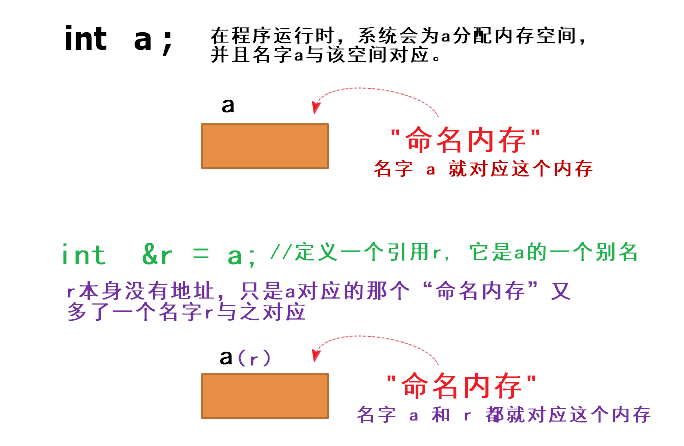 int a;
在程序运行时，系统会为a分配内存空间，
并且名字a与该空间对应。
a
"命名内存"
名字 a 就对应这个内存
int &r = a; //定义一个引用r, 它是a的一个别名
r本身没有地址，只是a对应的那个“命名内存”又
多了一个名字r与之对应
a(r)
"命名内存"
名字 a 和 r 都就对应这个内存